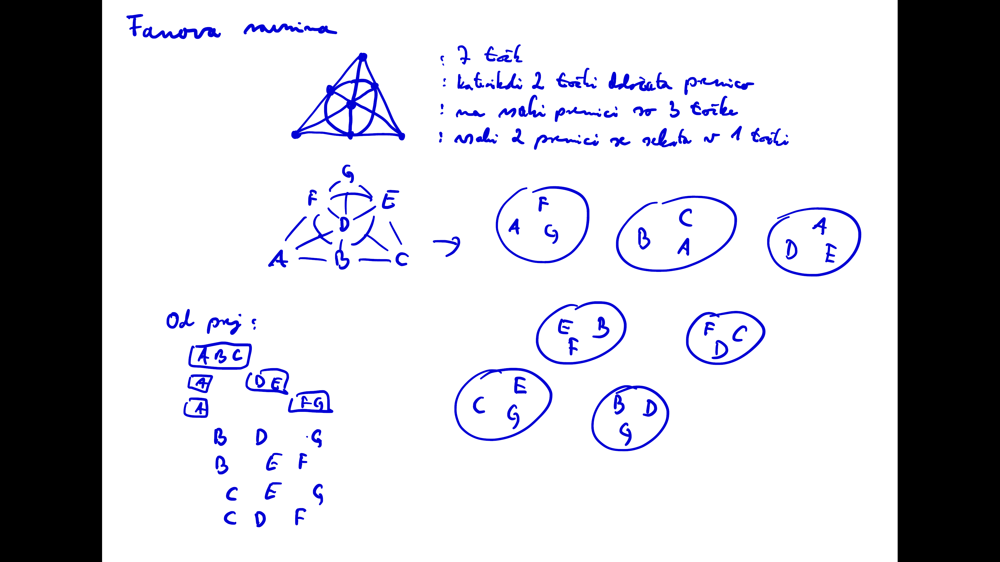 Fanova ravnina
: 7 točk
: katerikoli 2 točki določata premico
: na vsaki premici so 3 točke
: vsaki 2 premici se sekata v 1 točki
G
F E
D
A B C
→
F
A G
C
B A
A
D E
E B
F
F C
D
E
C G
B D
G
Od prej:
A B C
A D E
A F G
B D G
B E F
C E G
C D F